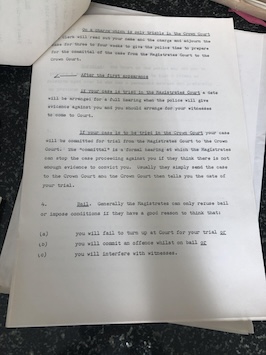 On a charge which is only triable in the Crown Court
the clerk will read out your name and the charge and adjourn the
case for three to four weeks to give the police time to prepare
for the committal of the case from the Magistrates Court to the
Crown Court.
After the first appearance
If your case is tried in the Magistrates Court a date
will be arranged for a full hearing when the police will give
evidence against you and you should arrange for your witnesses
to come to Court.
If your case is to be tried in the Crown Court your case
will be committed for trial from the Magistrates Court to the Crown
Court. The "committal" is a formal hearing at which the Magistrates
can stop the case proceeding against you if they think there is not
enough evidence to convict you. Usually they simply send the case
to the Crown Court and the Crown Court then tells you the date of
your trial.
4. Bail. Generally the Magistrates can only refuse bail
or impose conditions if they have a good reason to think that:
(a) you will fail to turn up at Court for your trial or
(b) you will commit an offence whilst on bail or
(c) you will interfere with witnesses.